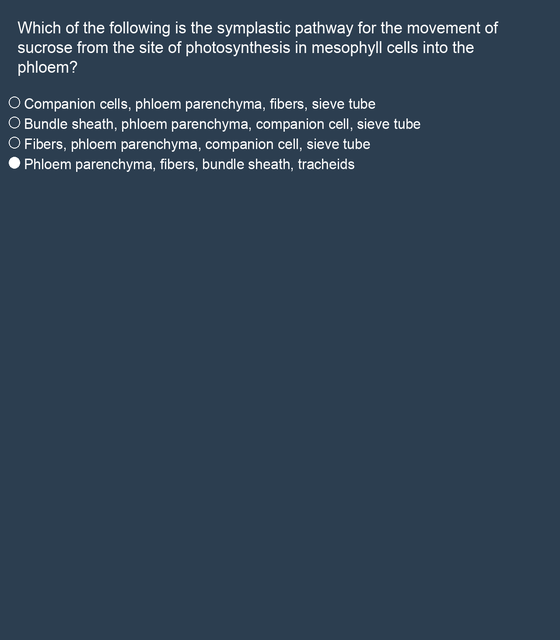 Which of the following is the symplastic pathway for the movement of
sucrose from the site of photosynthesis in mesophyll cells into the
phloem?
Companion cells, phloem parenchyma, fibers, sieve tube
Bundle sheath, phloem parenchyma, companion cell, sieve tube
Fibers, phloem parenchyma, companion cell, sieve tube
Phloem parenchyma, fibers, bundle sheath, tracheids